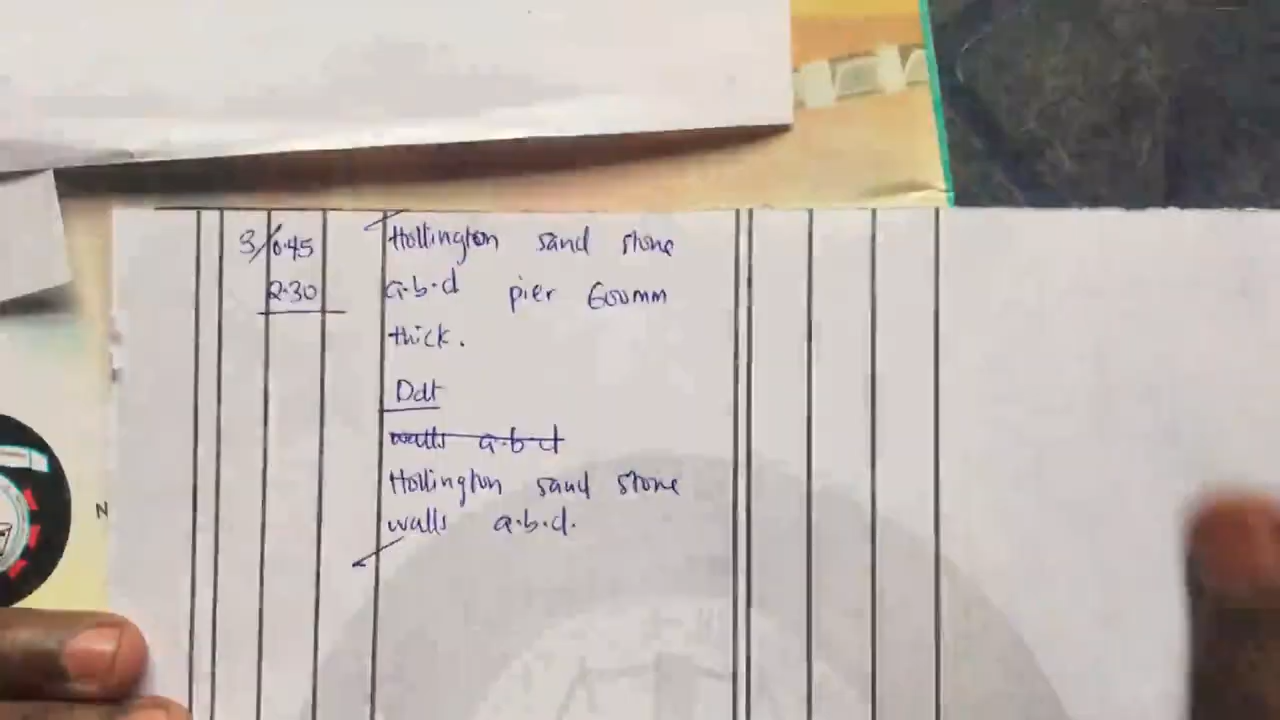 3/0.45 Hollington sand stone
2.30 a.b.d pier 600mm
thick.
Ddt
walls a.b.d
Hollington sand stone
walls a.b.d.
N